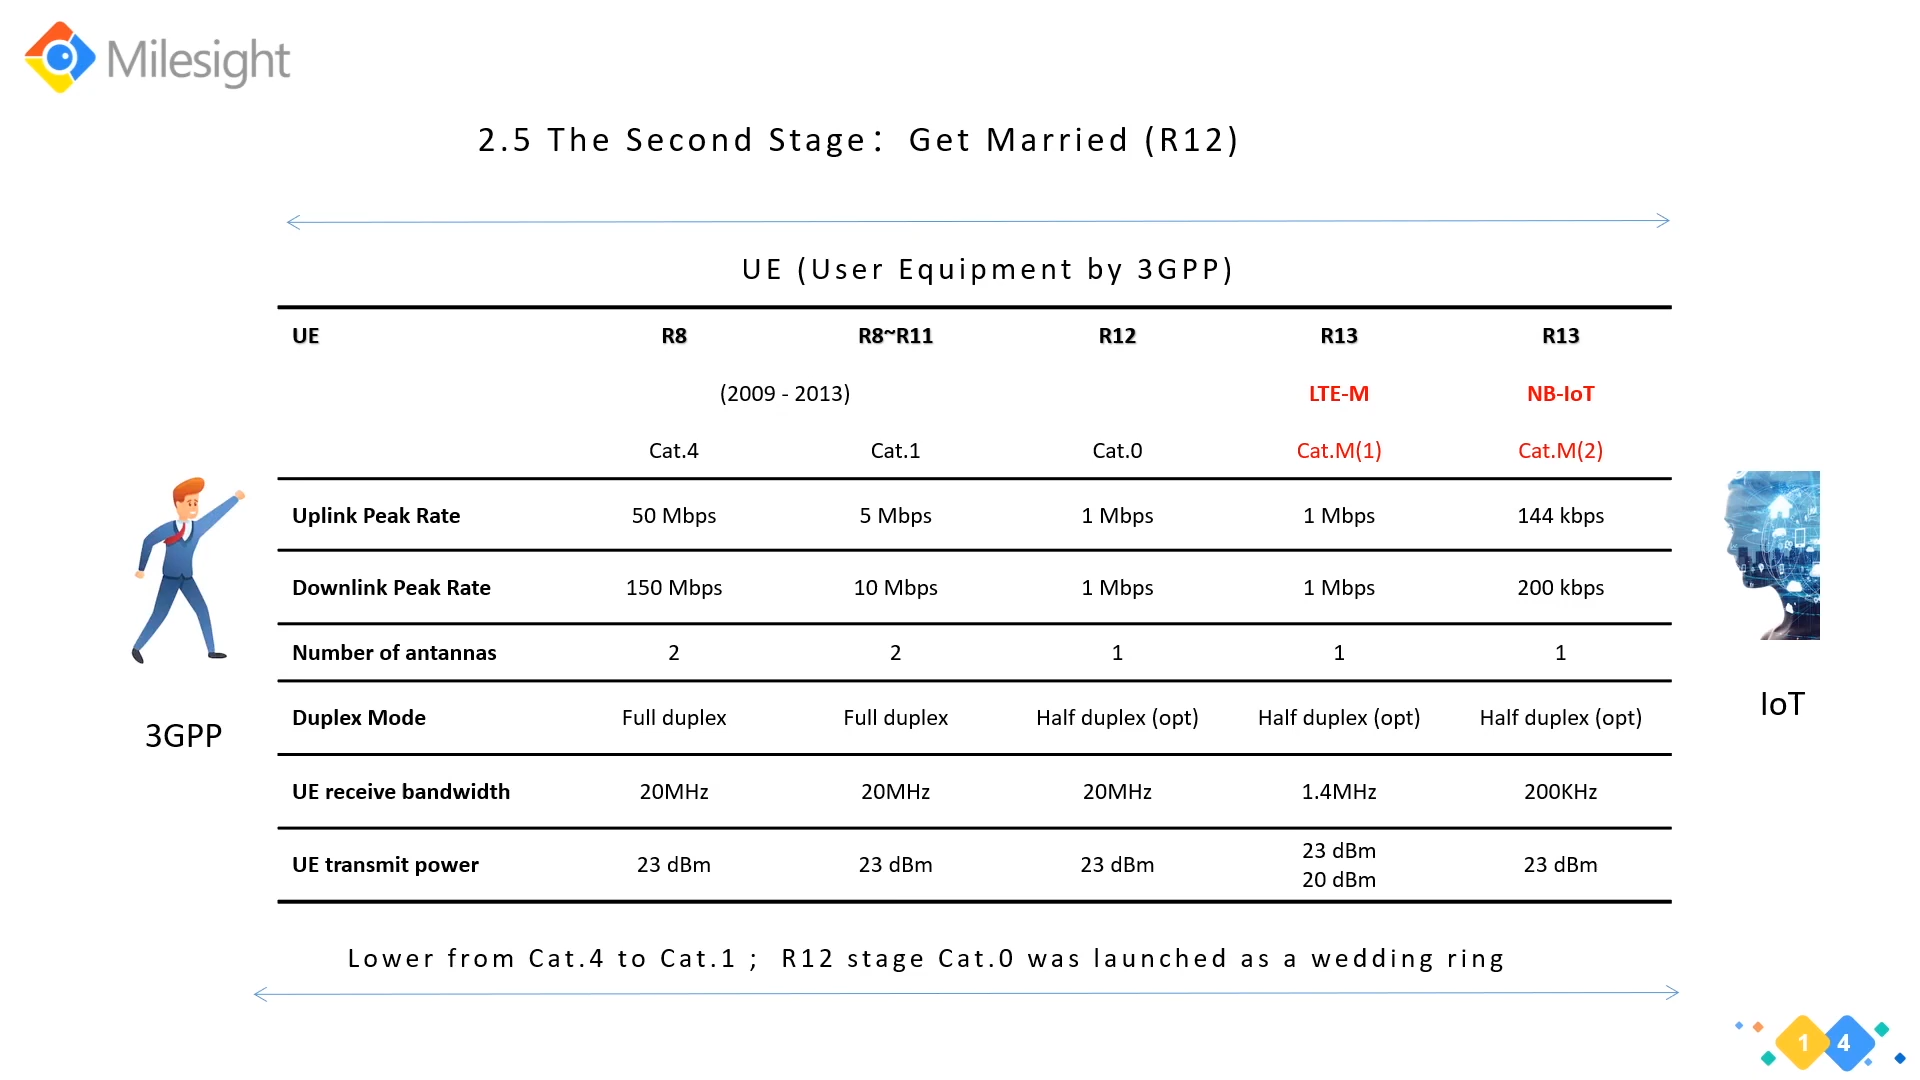 Milesight
2.5 The Second Stage: Get Married (R12)
UE (User Equipment by 3GPP)
UE R8 R8~R11 R12 R13 R13
(2009 - 2013) LTE-M NB-IoT
Cat.4 Cat.1 Cat.0 Cat.M(1) Cat.M(2)
Uplink Peak Rate 50 Mbps 5 Mbps 1 Mbps 1 Mbps 144 kbps
Downlink Peak Rate 150 Mbps 10 Mbps 1 Mbps 1 Mbps 200 kbps
Number of antannas 2 2 1 1 1
Duplex Mode Full duplex Full duplex Half duplex (opt) Half duplex (opt) Half duplex (opt)
UE receive bandwidth 20MHz 20MHz 20MHz 1.4MHz 200KHz
UE transmit power 23 dBm 23 dBm 23 dBm 23 dBm 23 dBm
20 dBm
3GPP
IoT
Lower from Cat.4 to Cat.1 ; R12 stage Cat.0 was launched as a wedding ring
1 4